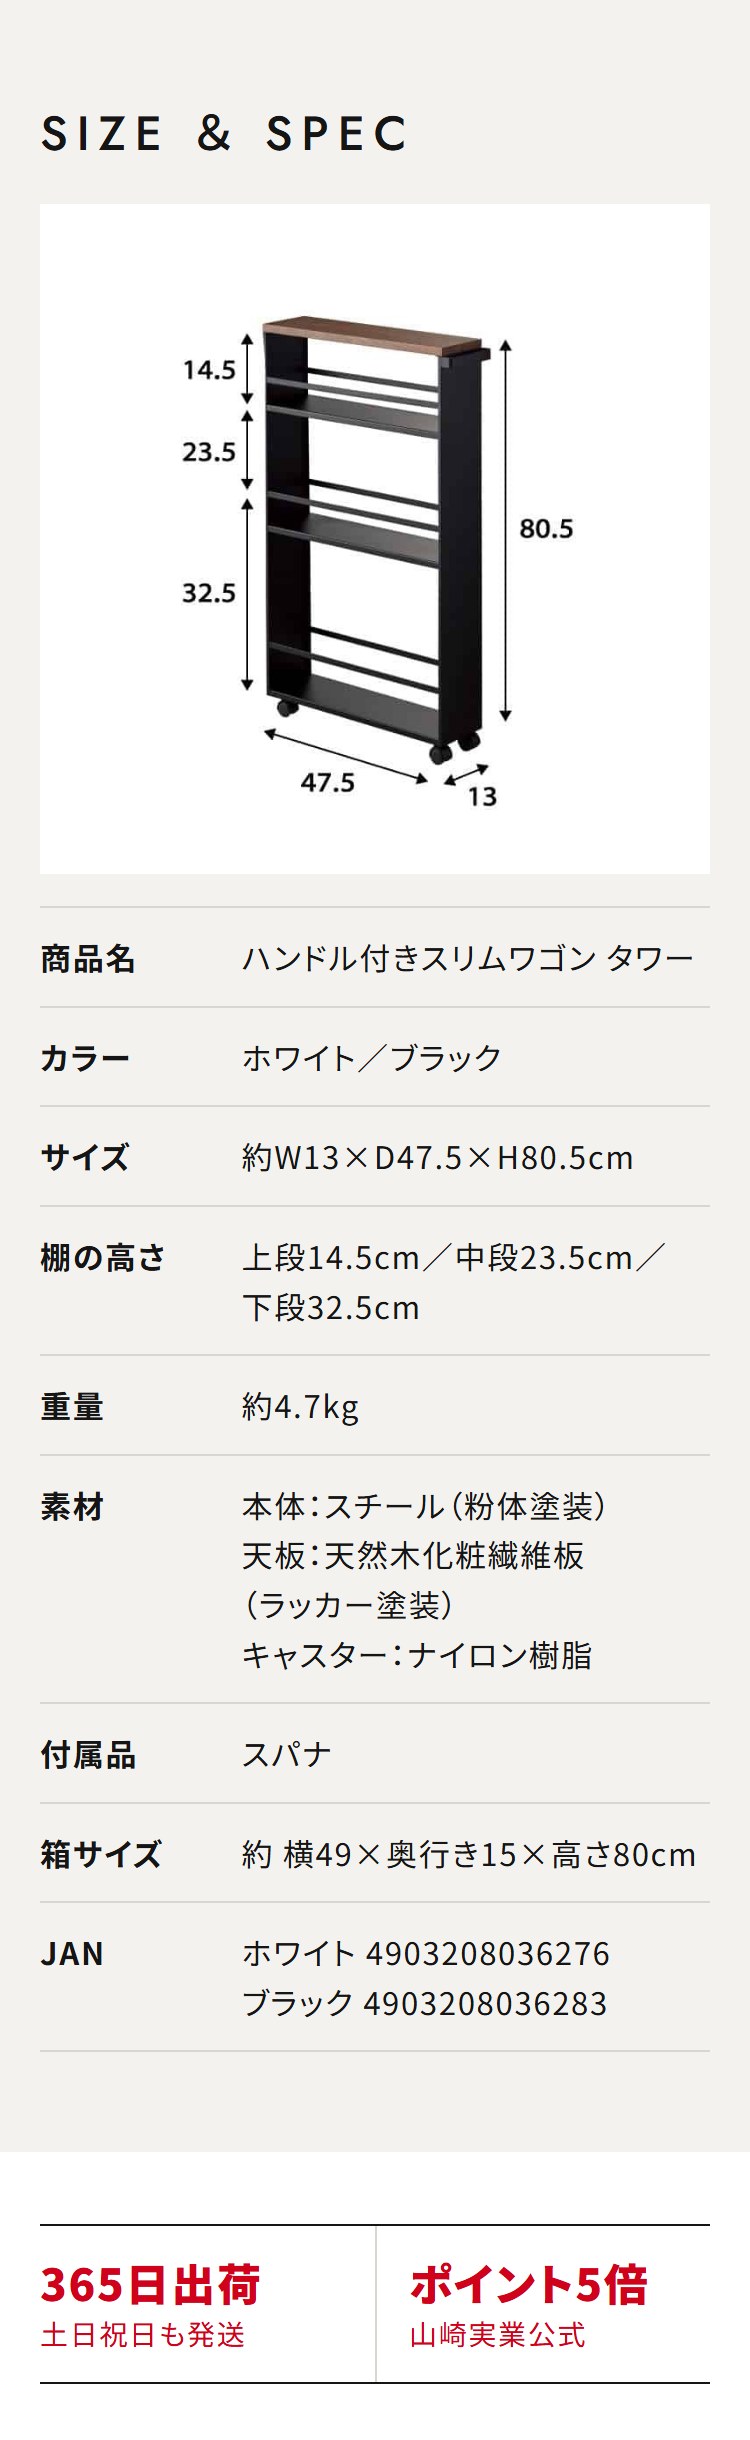 SIZE & SPEC
14.5
23.5
80.5
32.5
47.5
13
商品名 ハンドル付きスリムワゴン タワー
カラー ホワイト／ブラック
サイズ 約W13×D47.5×H80.5cm
棚の高さ 上段14.5cm／中段23.5cm／
下段32.5cm
重量 約4.7kg
素材 本体：スチール（粉体塗装）
天板：天然木化粧繊維板
（ラッカー塗装）
キャスター：ナイロン樹脂
付属品 スパナ
箱サイズ 約 横49×奥行き15×高さ80cm
JAN ホワイト 4903208036276
ブラック 4903208036283
365日出荷
土日祝日も発送
ポイント5倍
山崎実業公式